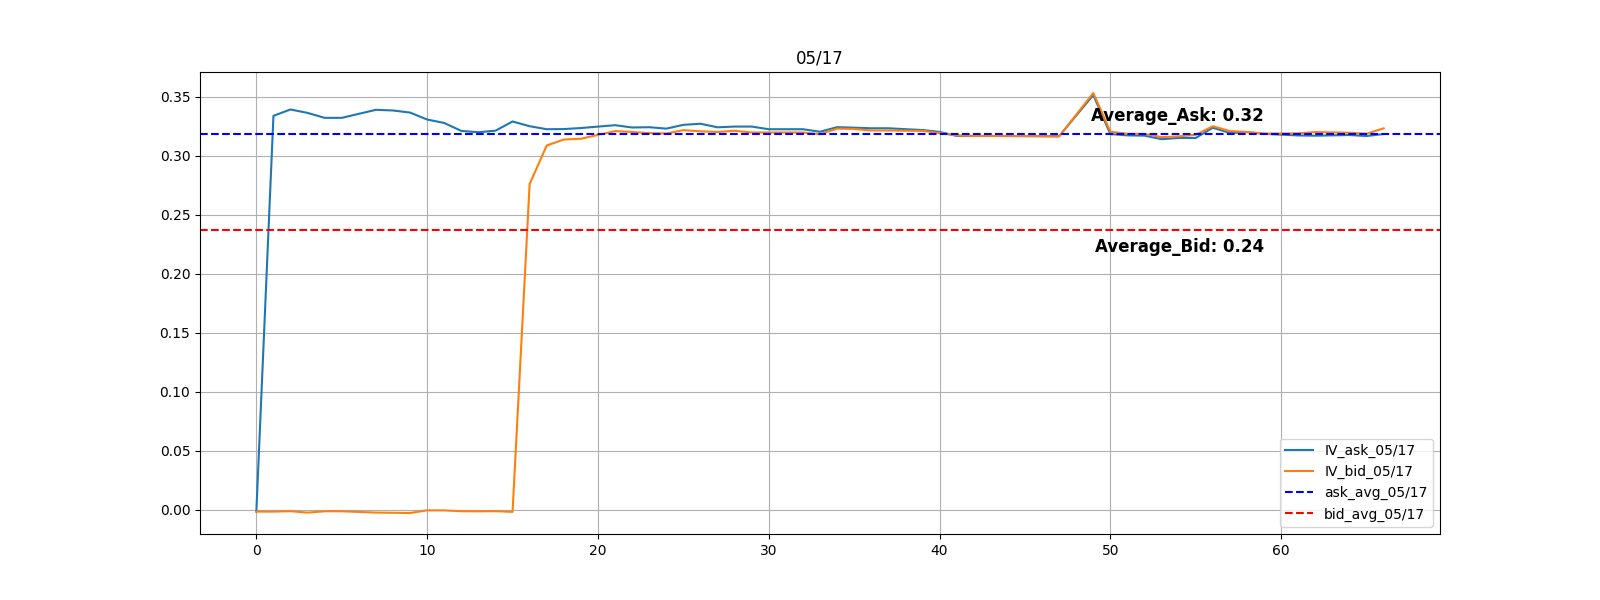 05/17
0.35
0.30
0.25
0.20
0.15
0.10
0.05
0.00
Average_Ask: 0.32
Average_Bid: 0.24
IV_ask_05/17
IV_bid_05/17
ask_avg_05/17
bid_avg_05/17
0 10 20 30 40 50 60